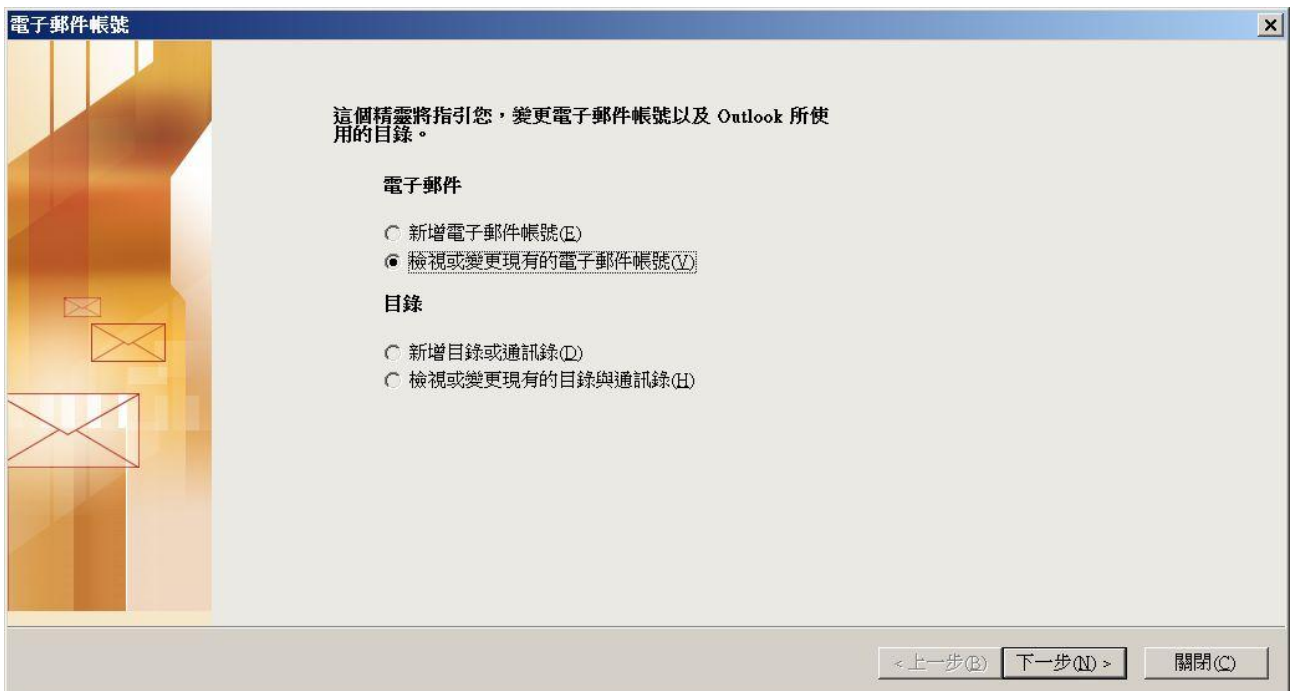 電子郵件帳號
這個精靈將指引您，變更電子郵件帳號以及 Outlook 所使
用的目錄。
電子郵件
新增電子郵件帳號(E)
檢視或變更現有的電子郵件帳號(V)
目錄
新增目錄或通訊錄(D)
檢視或變更現有的目錄與通訊錄(H)
<上一步(B) 下一步(N) > 關閉(C)